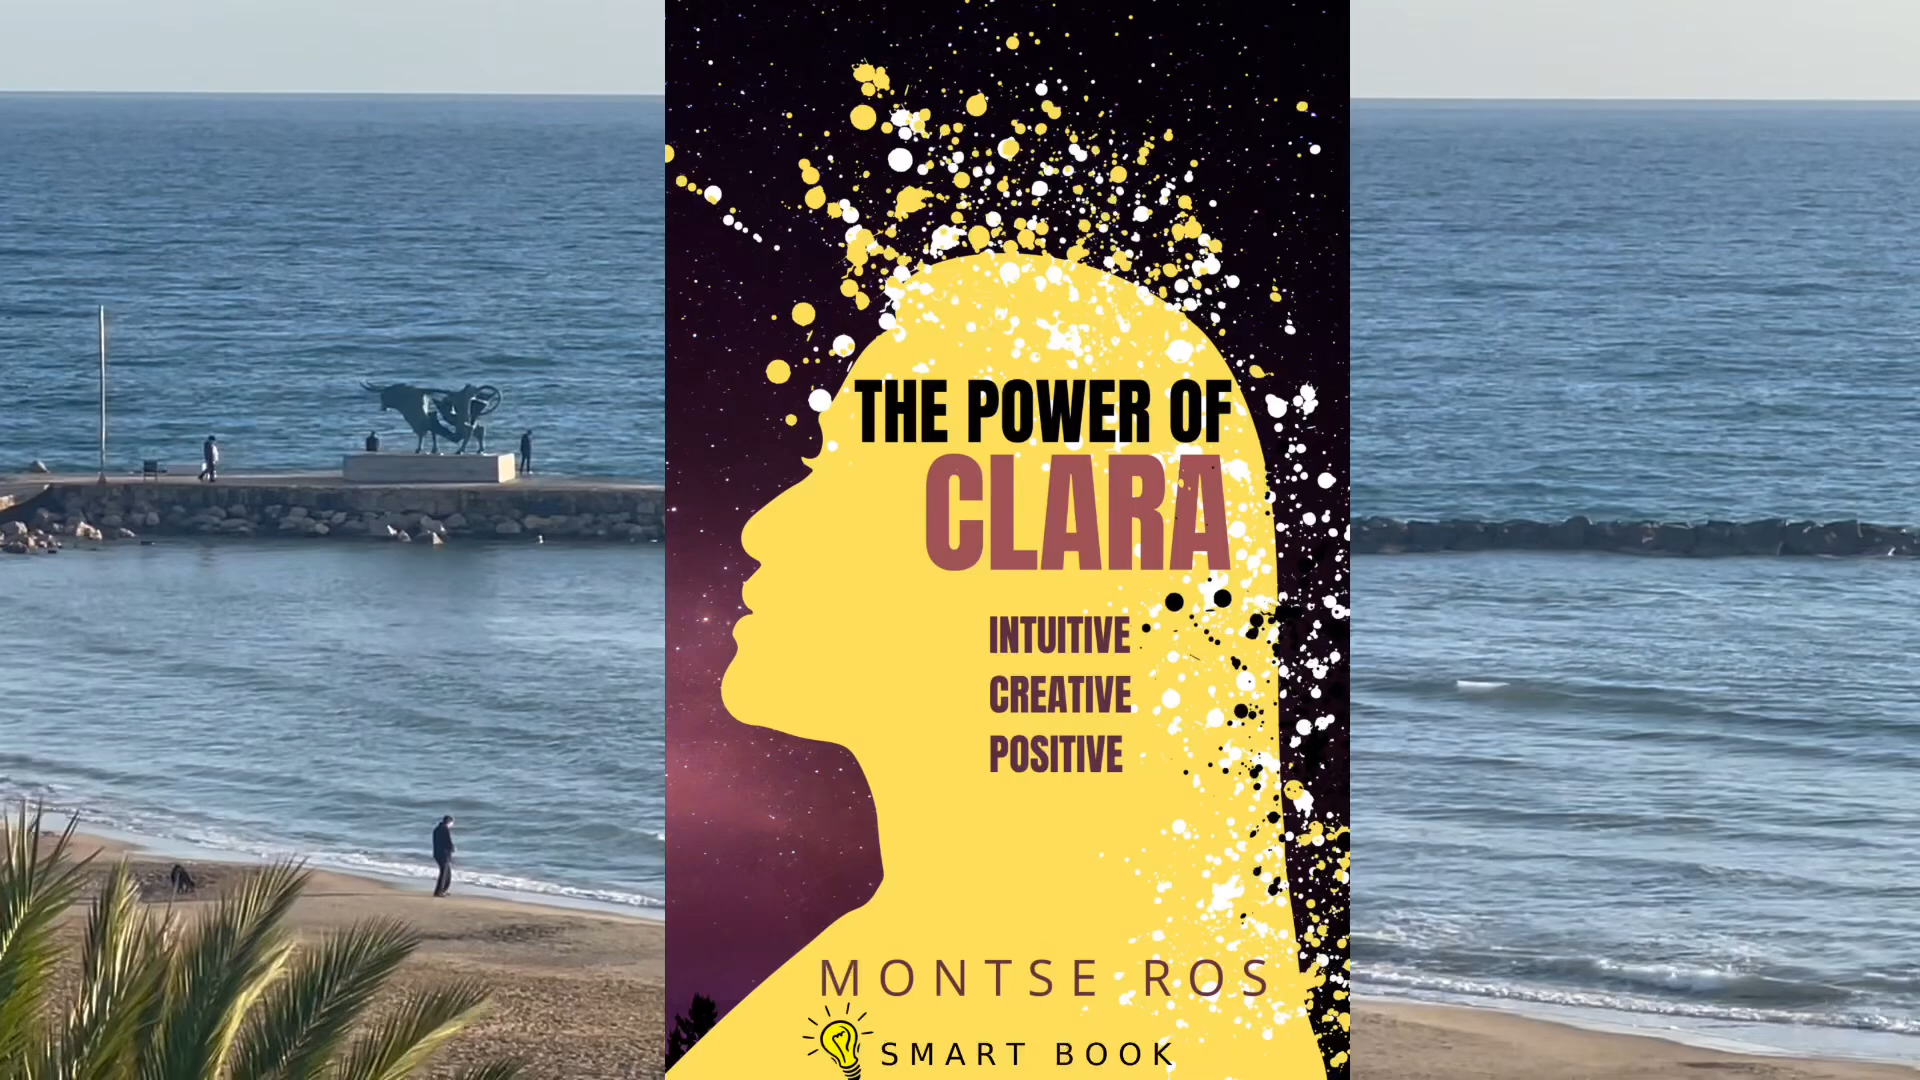 THE POWER OF
CLARA
INTUITIVE
CREATIVE
POSITIVE
MONTSE ROS
SMART BOOK